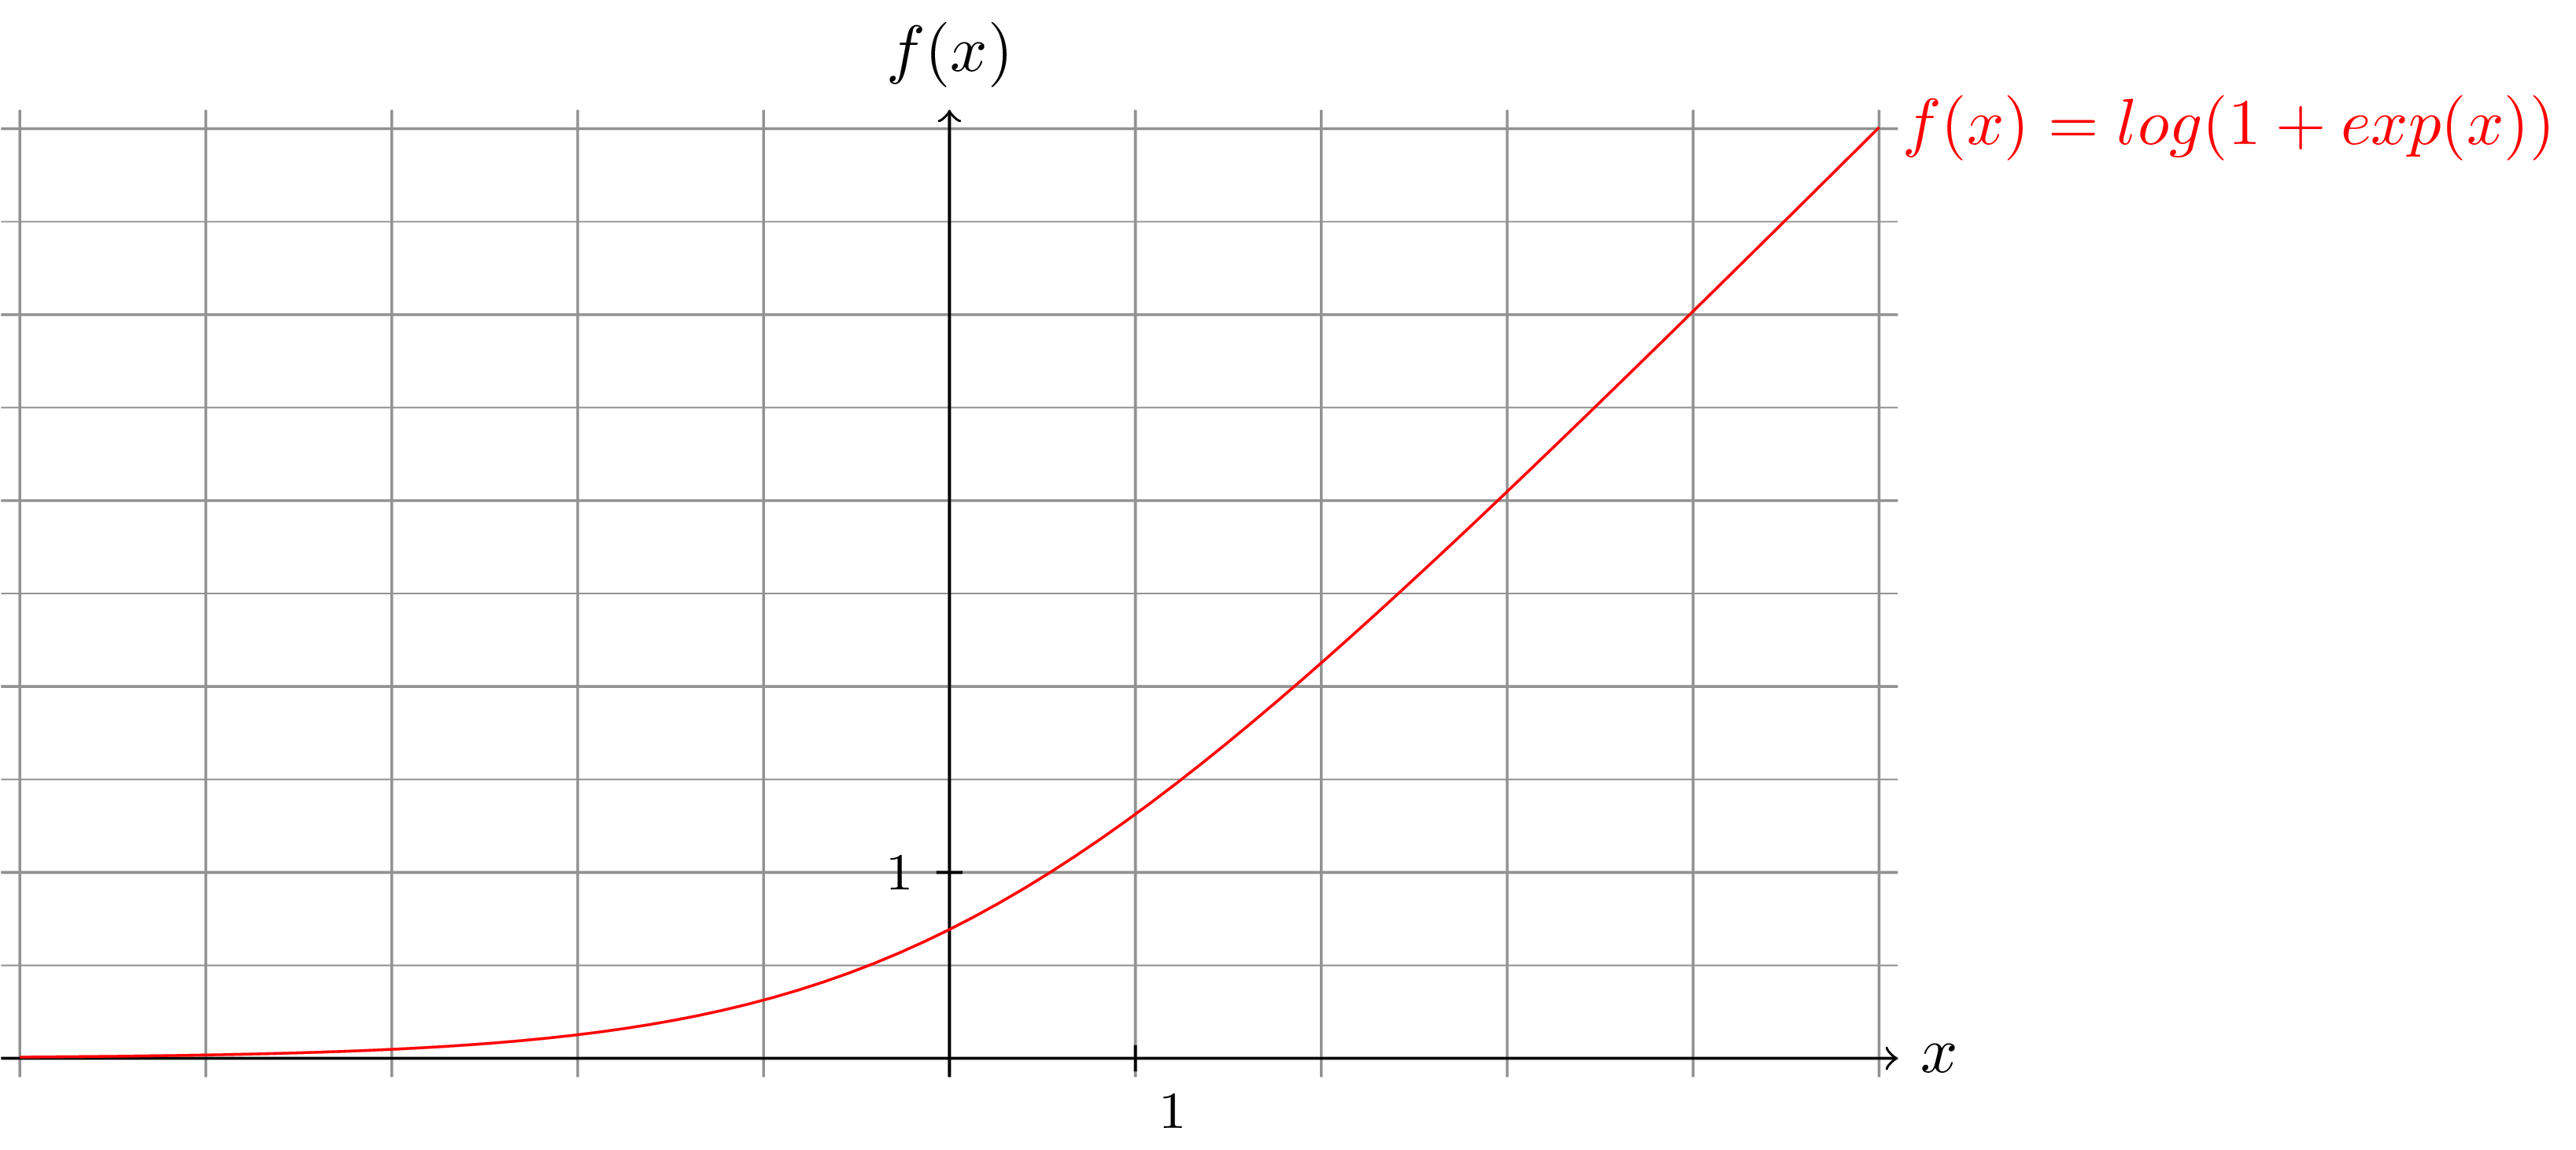 f(x)
f(x) = log(1 + exp(x))
1
x
1